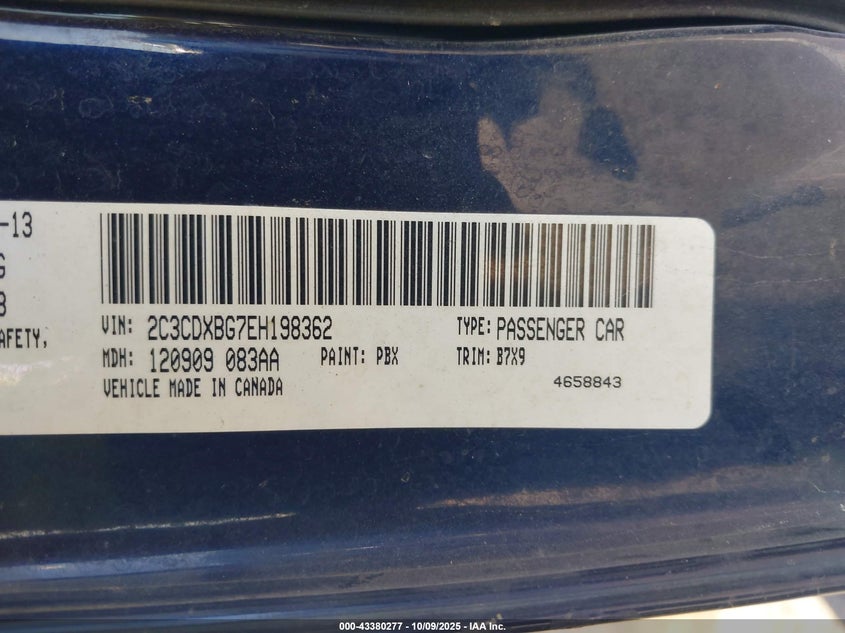 -13
G
8
AFETY,
VIN: 2C3CDXBG7EH198362 TYPE: PASSENGER CAR
MDH: 120909 083AA PAINT: PBX TRIM: B7X9
VEHICLE MADE IN CANADA 4658843
000-43380277 - 10/09/2025 - IAA Inc.